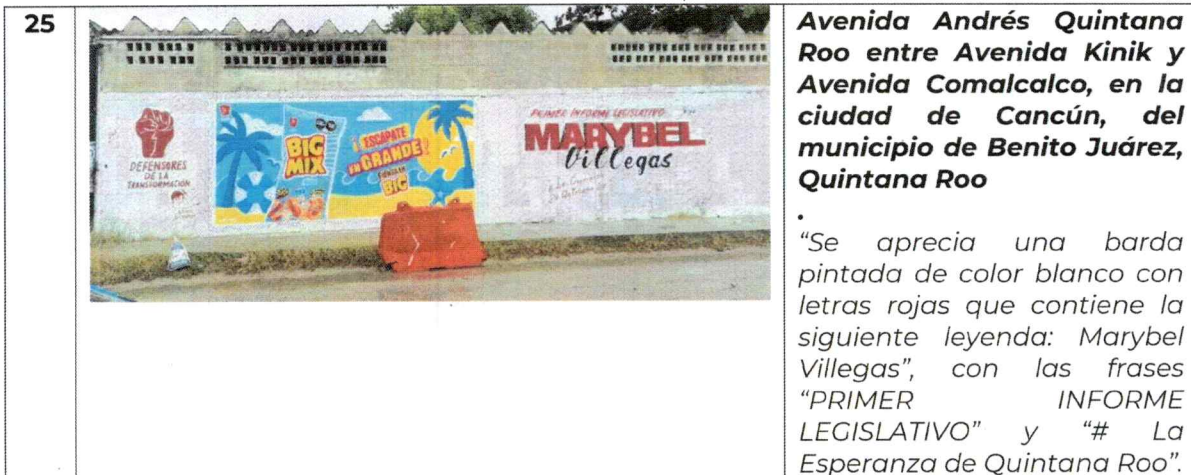 25
DEFENSORES
DE LA
TRANSFORMACIÓN
BIG
MIX
¡ESCAPATE
EN GRANDE!
BIG
PRIMER INFORME LEGISLATIVO
MARYBEL
Villegas
Avenida Andrés Quintana
Roo entre Avenida Kinik y
Avenida Comalcalco, en la
ciudad de Cancún, del
municipio de Benito Juárez,
Quintana Roo
.
“Se aprecia una barda
pintada de color blanco con
letras rojas que contiene la
siguiente leyenda: Marybel
Villegas”, con las frases
“PRIMER INFORME
LEGISLATIVO” y “# La
Esperanza de Quintana Roo”.